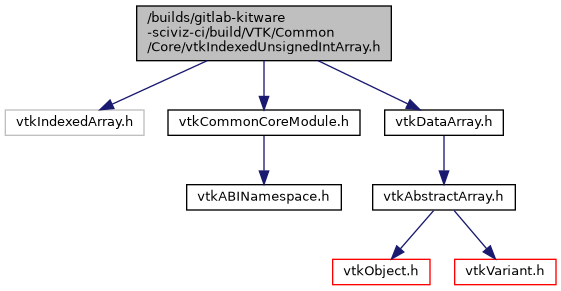 /builds/gitlab-kitware
-sciviz-ci/build/VTK/Common
/Core/vtkIndexedUnsignedIntArray.h
vtkIndexedArray.h
vtkCommonCoreModule.h
vtkDataArray.h
vtkABINamespace.h
vtkAbstractArray.h
vtkObject.h
vtkVariant.h